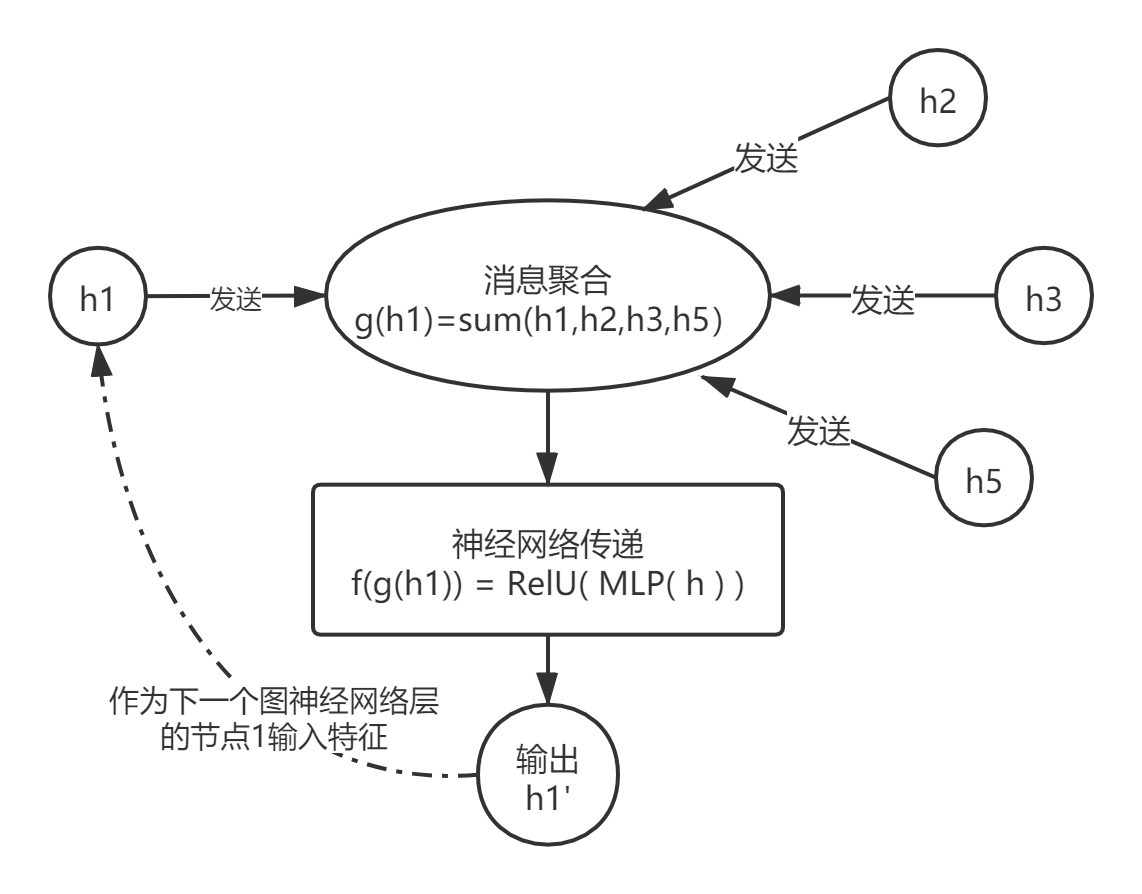 h2
发送
h1
发送
消息聚合
g(h1)=sum(h1,h2,h3,h5)
发送
h3
发送
h5
神经网络传递
f(g(h1)) = RelU( MLP( h ) )
作为下一个图神经网络层
的节点1输入特征
输出
h1'